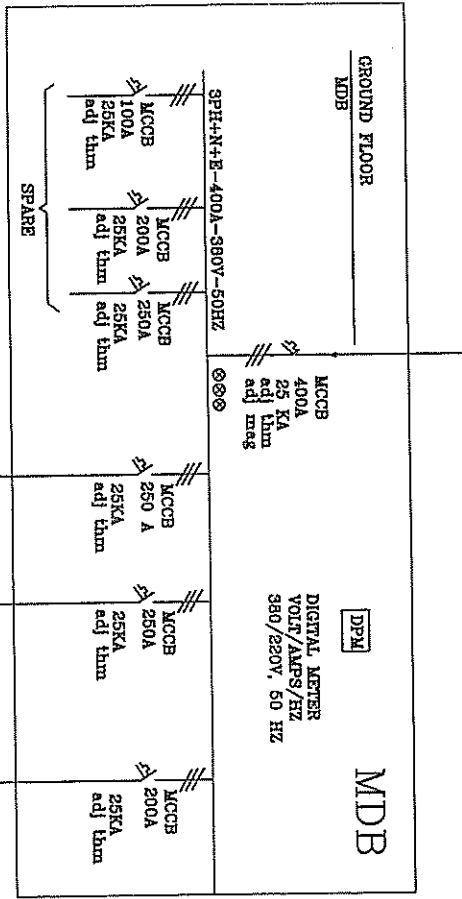 GROUND FLOOR
MDB
MDB
DPM
DIGITAL METER
VOLT/AMPS/HZ
380/220V, 50 HZ
MCCB
400A
25 KA
adj thm
adj mag
3PH+N+E-400A-380V-50HZ
MCCB
100A
25KA
adj thm
MCCB
200A
25KA
adj thm
MCCB
250A
25KA
adj thm
SPARE
MCCB
250 A
25KA
adj thm
MCCB
250A
25KA
adj thm
MCCB
200A
25KA
adj thm